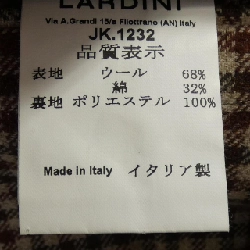 LARDINI
Via A.Grandi 15/a Filottrano (AN) Italy
JK.1232
品質表示
表地 ウール 68%
綿 32%
裏地 ポリエステル 100%
Made in Italy イタリア製